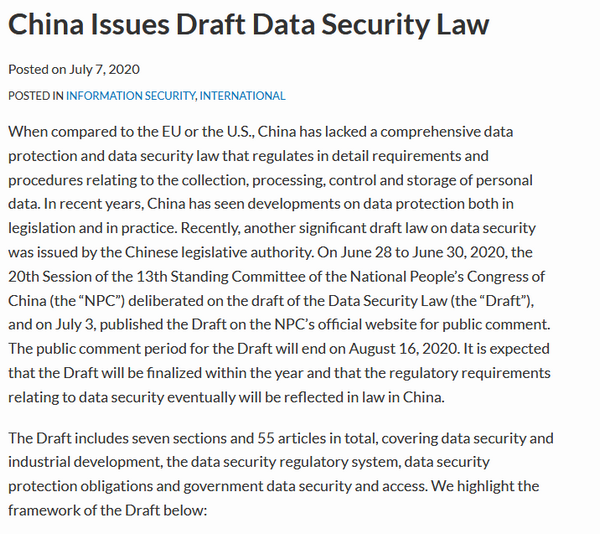 China Issues Draft Data Security Law
Posted on July 7, 2020
POSTED IN INFORMATION SECURITY, INTERNATIONAL
When compared to the EU or the U.S., China has lacked a comprehensive data
protection and data security law that regulates in detail requirements and
procedures relating to the collection, processing, control and storage of personal
data. In recent years, China has seen developments on data protection both in
legislation and in practice. Recently, another significant draft law on data security
was issued by the Chinese legislative authority. On June 28 to June 30, 2020, the
20th Session of the 13th Standing Committee of the National People’s Congress of
China (the “NPC”) deliberated on the draft of the Data Security Law (the “Draft”),
and on July 3, published the Draft on the NPC’s official website for public comment.
The public comment period for the Draft will end on August 16, 2020. It is expected
that the Draft will be finalized within the year and that the regulatory requirements
relating to data security eventually will be reflected in law in China.
The Draft includes seven sections and 55 articles in total, covering data security and
industrial development, the data security regulatory system, data security
protection obligations and government data security and access. We highlight the
framework of the Draft below: